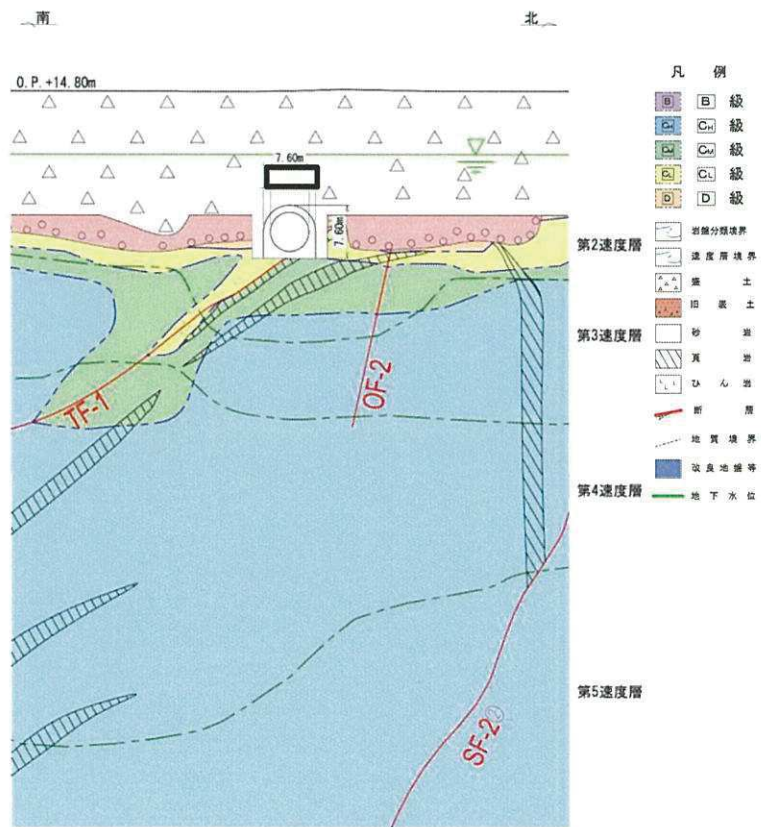 南
北
O.P.+14.80m
7.60m
7.60m
TF-1
OF-2
SF-2②
第2速度層
第3速度層
第4速度層
第5速度層
凡 例
B B 級
CH CH 級
CM CM 級
CL CL 級
D D 級
岩盤分類境界
速度層境界
盛 土
旧表土
砂 岩
頁 岩
ひん岩
断 層
地質境界
改良地盤等
地下水位